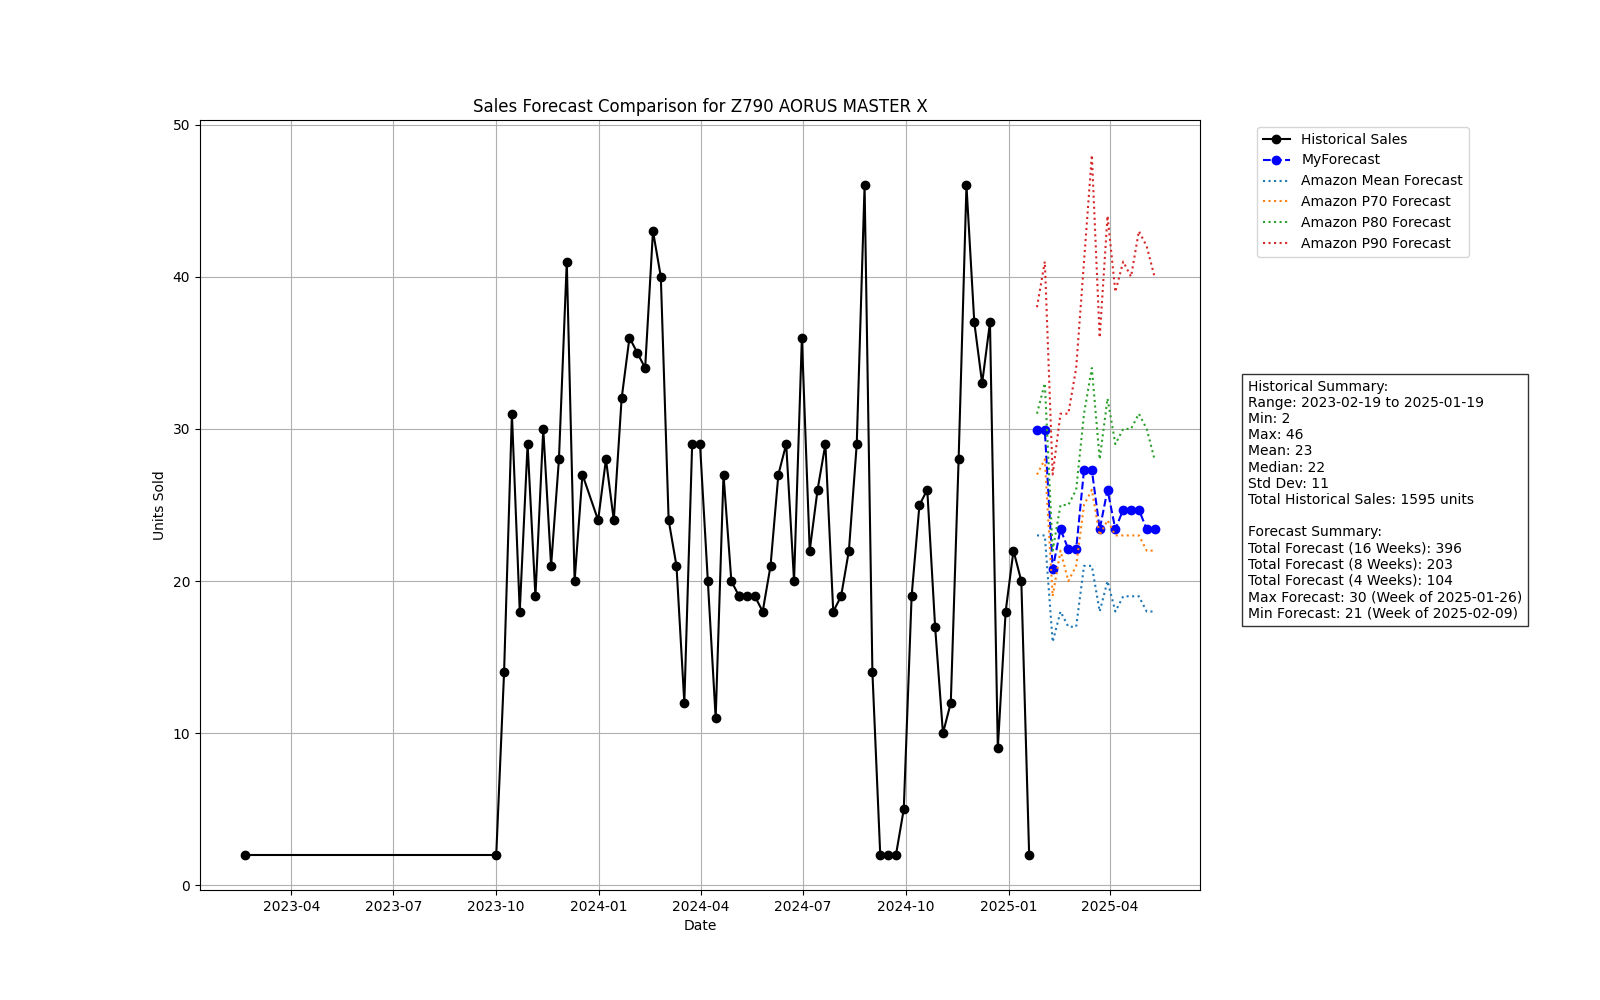 Sales Forecast Comparison for Z790 AORUS MASTER X
50
40
30
20
10
0
Units Sold
2023-04
2023-07
2023-10
2024-01
2024-04
2024-07
2024-10
2025-01
2025-04
Date
Historical Sales
MyForecast
Amazon Mean Forecast
Amazon P70 Forecast
Amazon P80 Forecast
Amazon P90 Forecast
Historical Summary:
Range: 2023-02-19 to 2025-01-19
Min: 2
Max: 46
Mean: 23
Median: 22
Std Dev: 11
Total Historical Sales: 1595 units
Forecast Summary:
Total Forecast (16 Weeks): 396
Total Forecast (8 Weeks): 203
Total Forecast (4 Weeks): 104
Max Forecast: 30 (Week of 2025-01-26)
Min Forecast: 21 (Week of 2025-02-09)